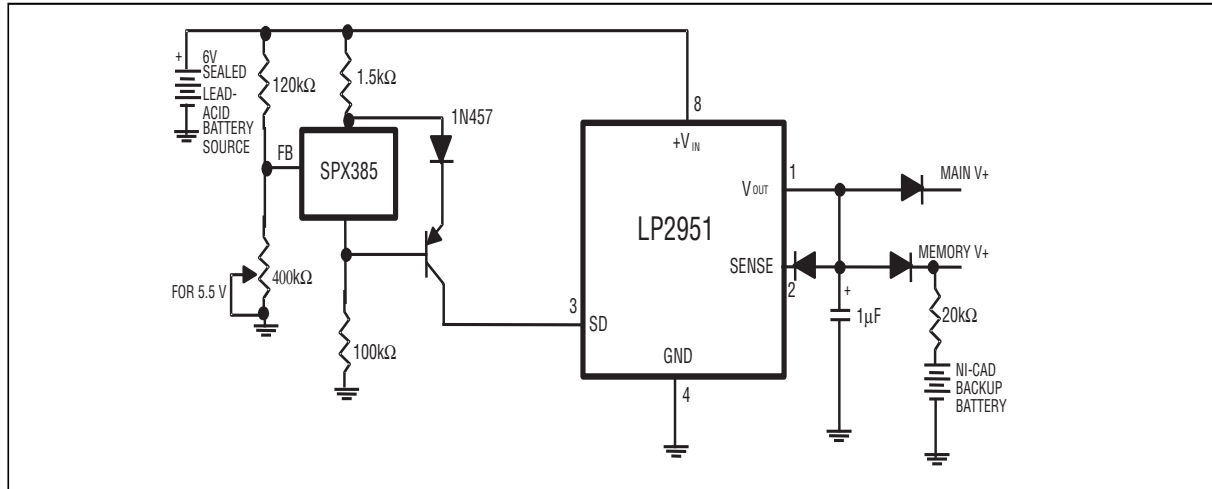 +
6V
SEALED
LEAD-
ACID
BATTERY
SOURCE
120kΩ
1.5kΩ
1N457
FB
SPX385
400kΩ
FOR 5.5 V
100kΩ
8
+VIN
1
VOUT
MAIN V+
LP2951
SENSE
2
MEMORY V+
3
SD
+
1µF
20kΩ
GND
4
NI-CAD
BACKUP
BATTERY